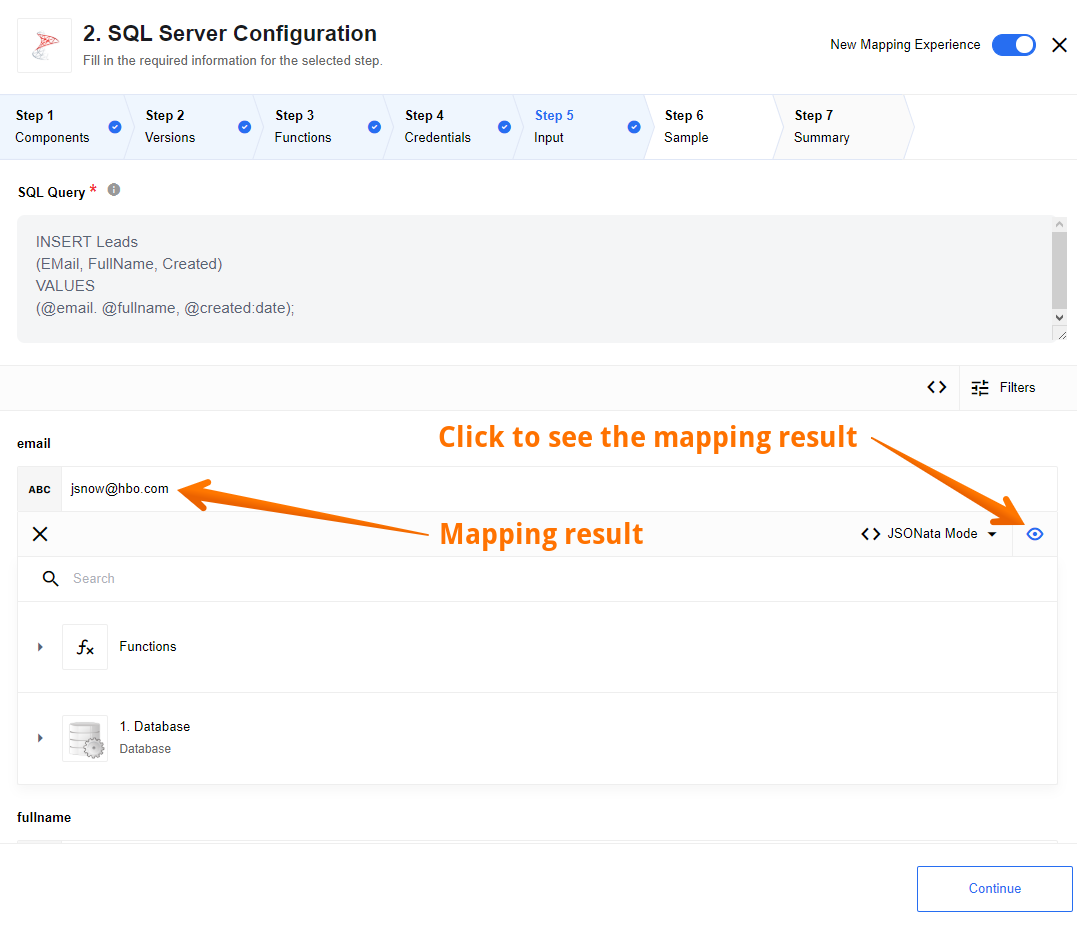 2. SQL Server Configuration
Fill in the required information for the selected step.
New Mapping Experience
Step 1
Components
Step 2
Versions
Step 3
Functions
Step 4
Credentials
Step 5
Input
Step 6
Sample
Step 7
Summary
SQL Query *
INSERT Leads
(EMail, FullName, Created)
VALUES
(@email. @fullname, @created:date);
Filters
email
Click to see the mapping result
ABC jsnow@hbo.com
Mapping result
JSONata Mode
Search
fx Functions
1. Database
Database
fullname
Continue